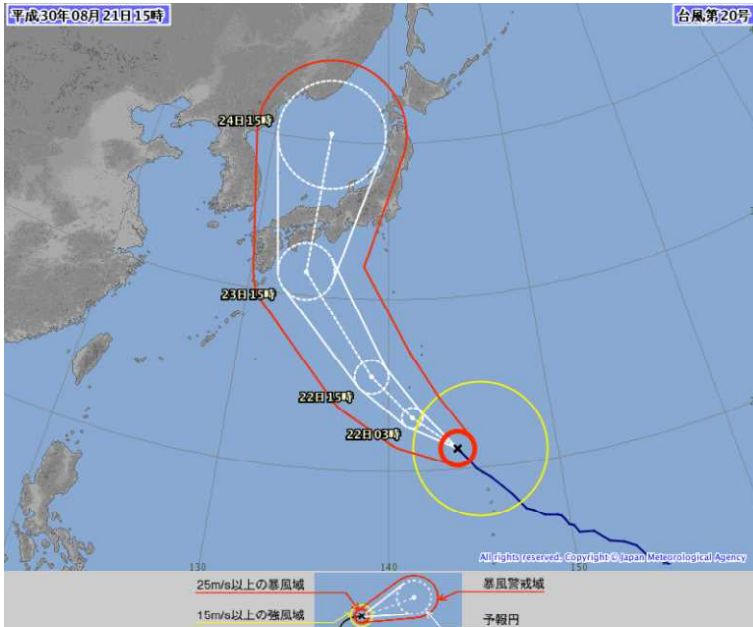 平成30年08月21日15時
台風第20号
24日15時
23日15時
22日15時
22日03時
All rights reserved. Copyright © Japan Meteorological Agency
130
140
150
25m/s以上の暴風域
暴風警戒域
15m/s以上の強風域
予報円